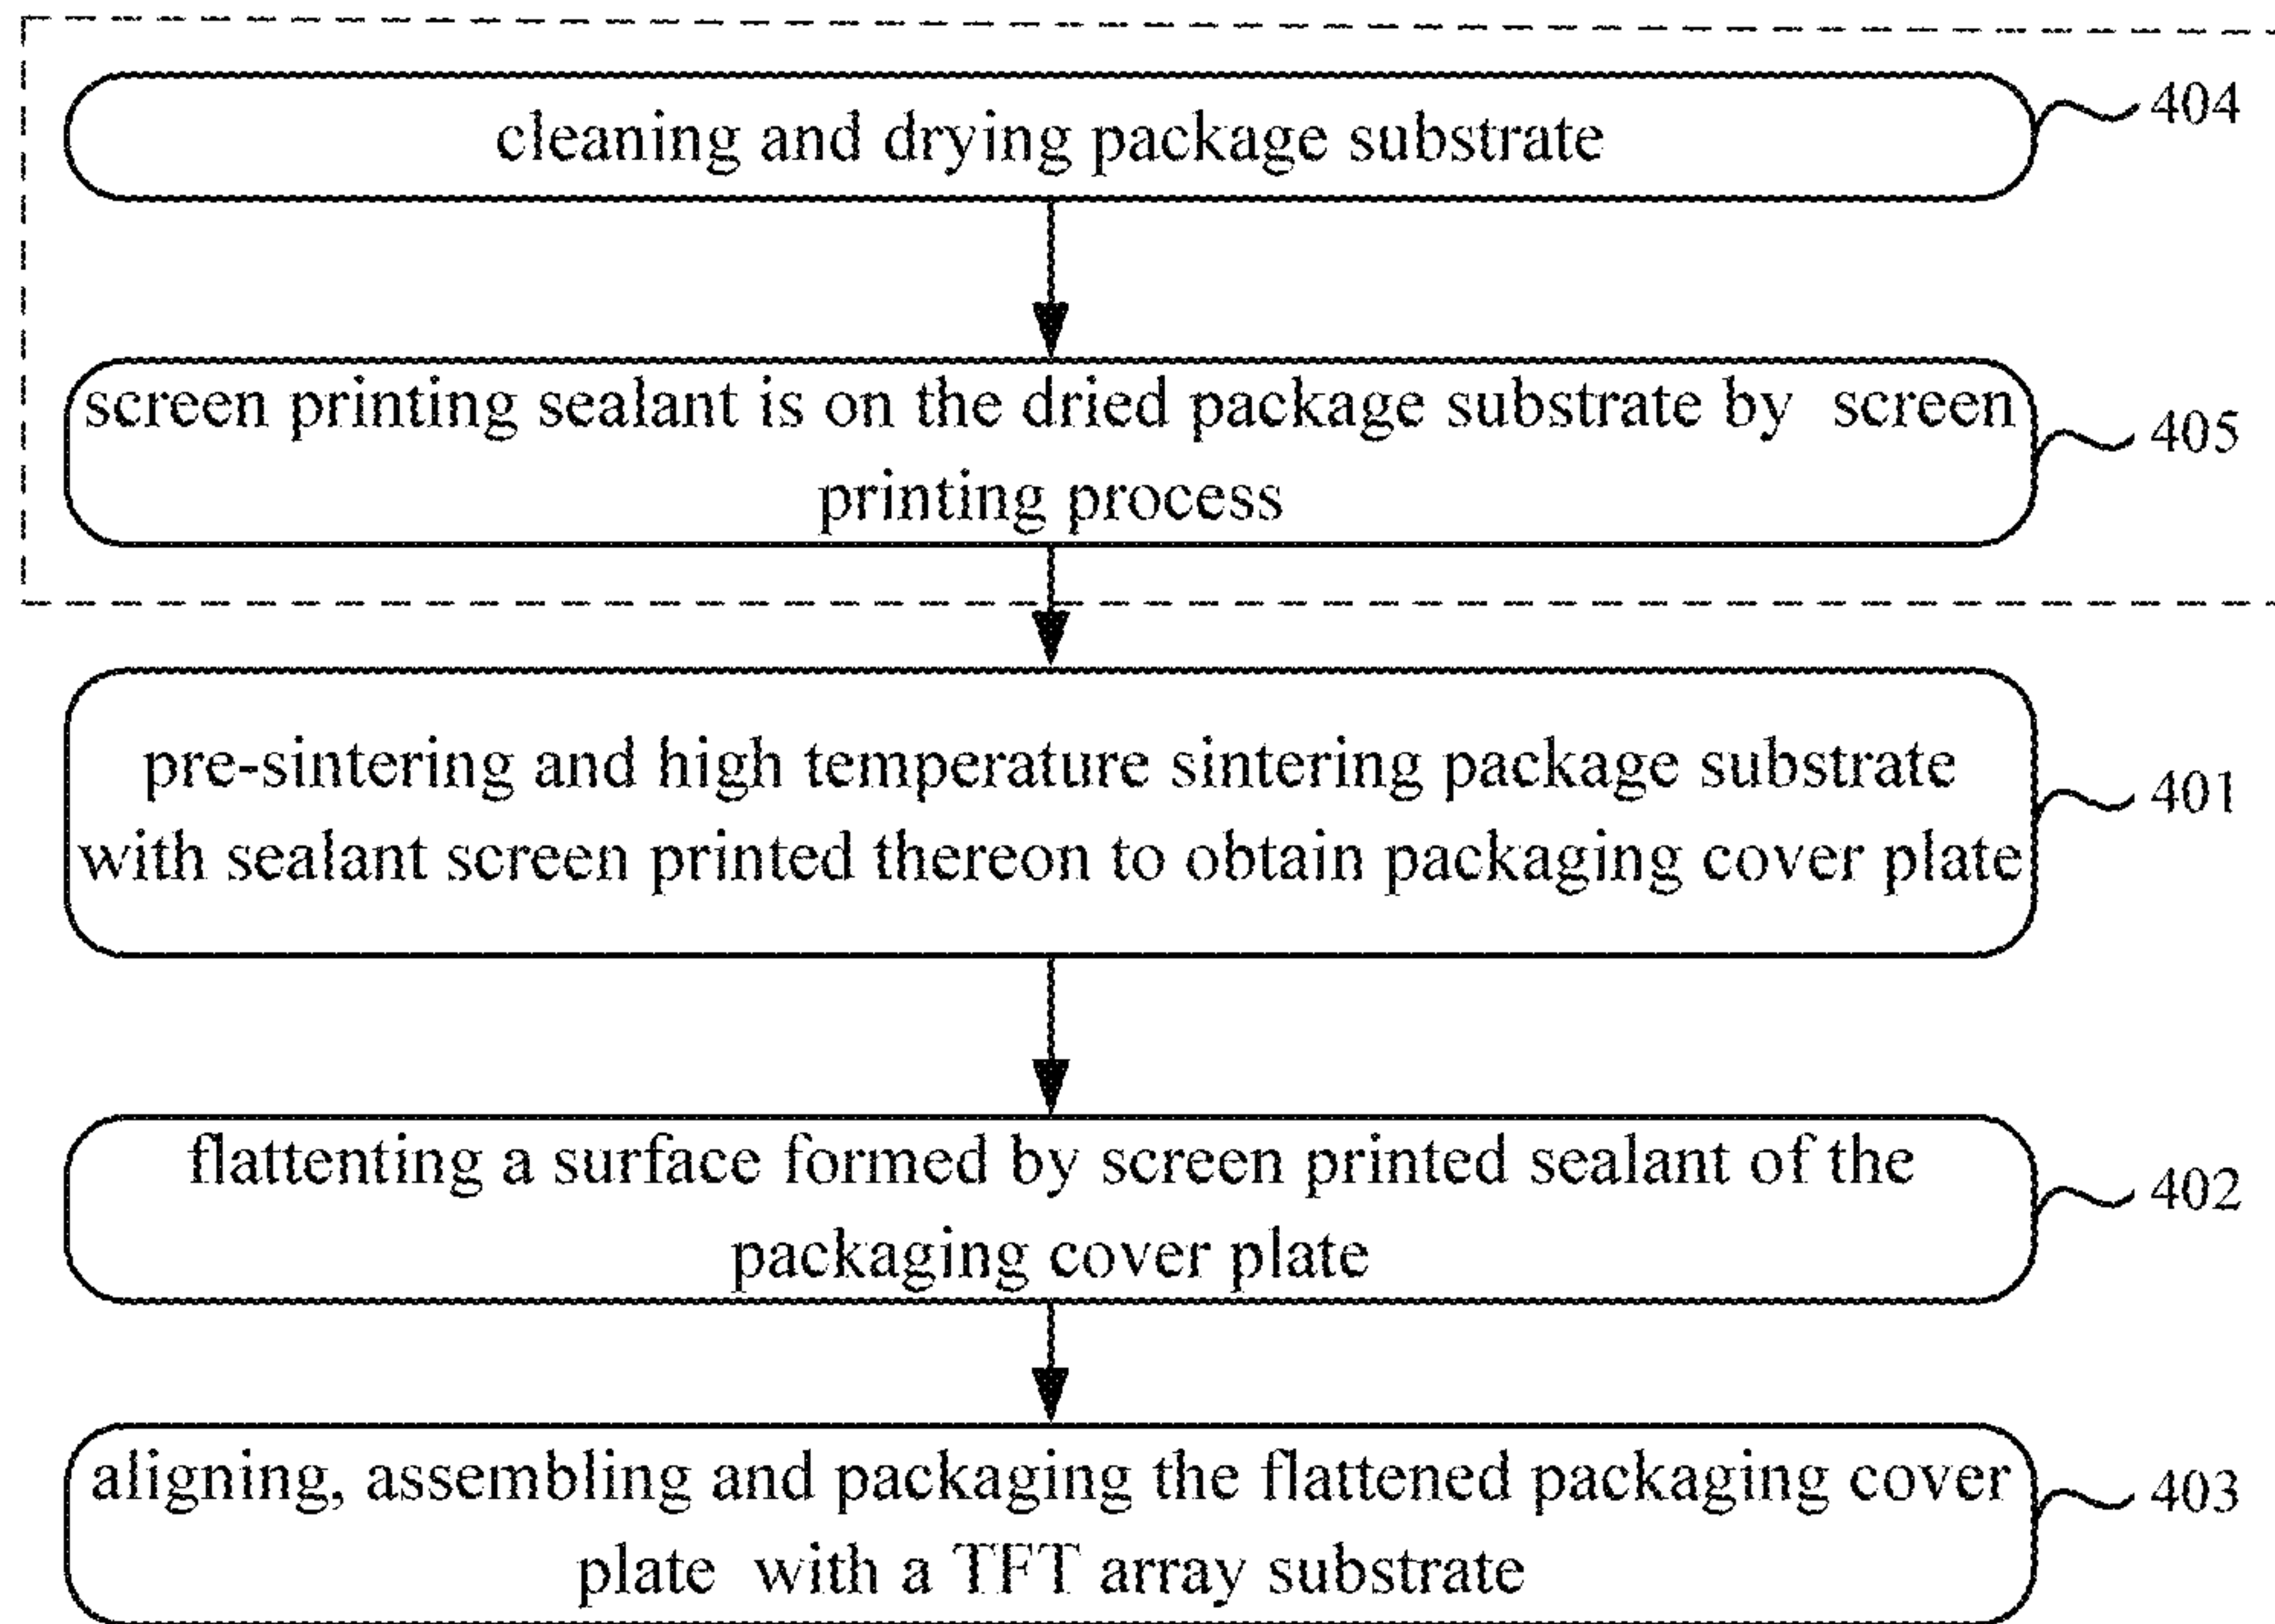 cleaning and drying package substrate
404
screen printing sealant is on the dried package substrate by screen
printing process
405
pre-sintering and high temperature sintering package substrate
with sealant screen printed thereon to obtain packaging cover plate
401
flattenting a surface formed by screen printed sealant of the
packaging cover plate
402
aligning, assembling and packaging the flattened packaging cover
plate with a TFT array substrate
403